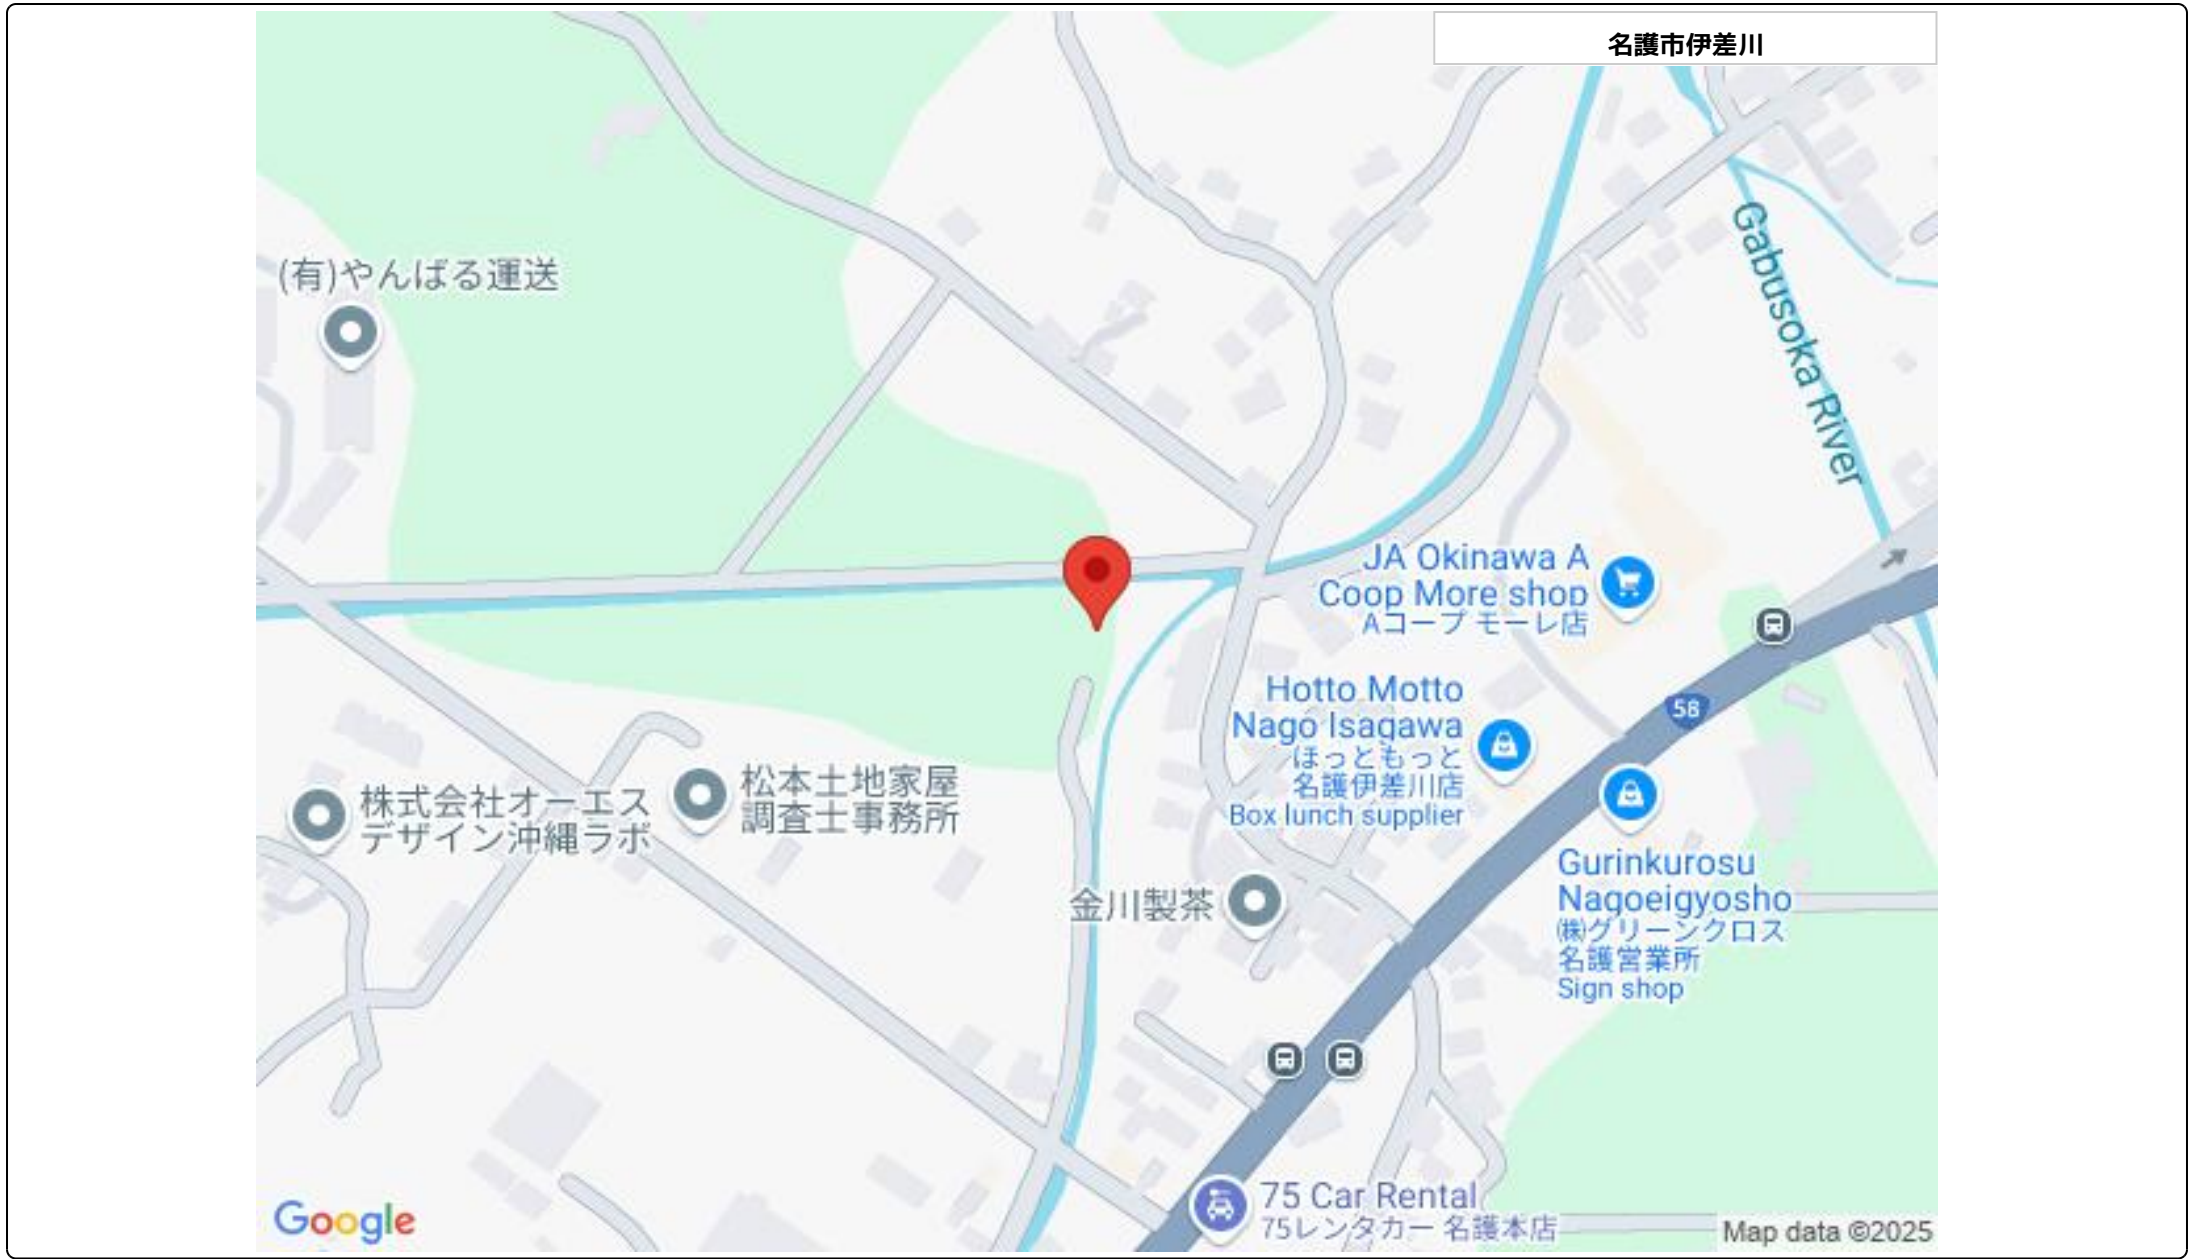 名護市伊差川
Gabusoka River
(有)やんばる運送
JA Okinawa A
Coop More shop
Aコープ モーレ店
58
Hotto Motto
Nago Isagawa
ほっともっと
名護伊差川店
Box lunch supplier
株式会社オーエス
デザイン沖縄ラボ
松本土地家屋
調査士事務所
金川製茶
Gurinkurosu
Nagoeigyosho
㈱グリーンクロス
名護営業所
Sign shop
75 Car Rental
75レンタカー 名護本店
Google
Map data ©2025